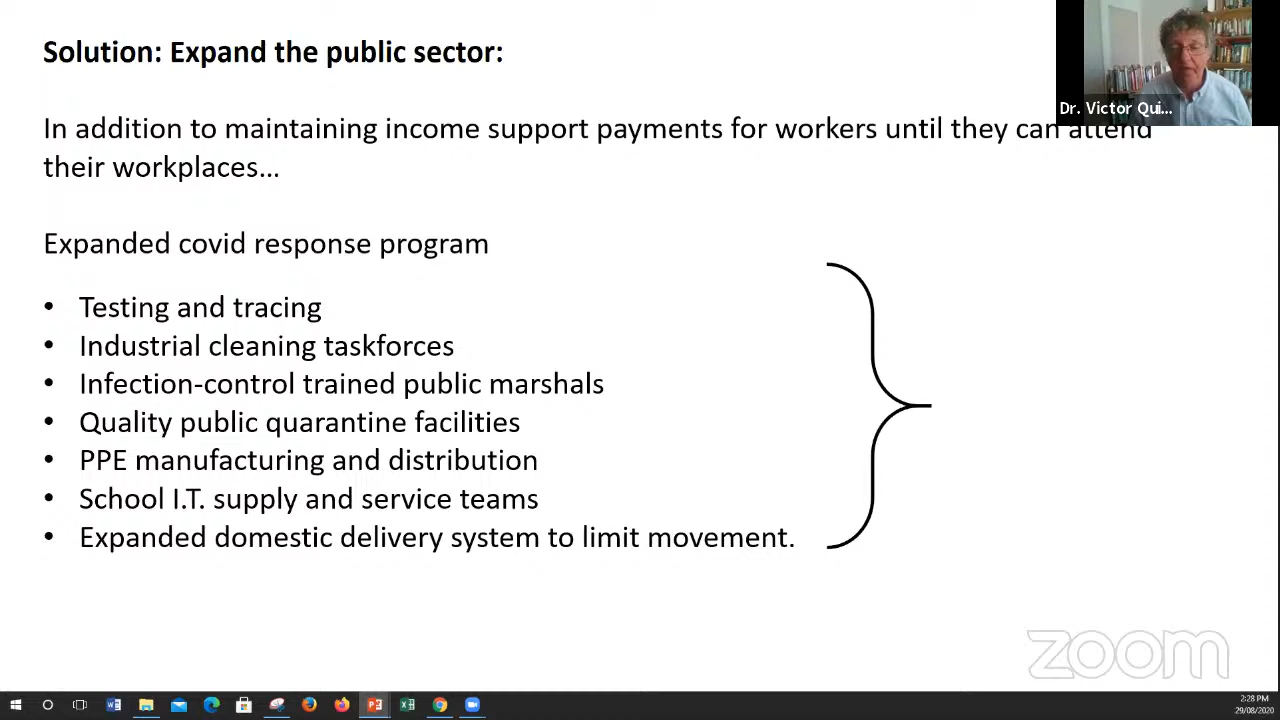 Solution: Expand the public sector:
Dr. Victor Qui...
In addition to maintaining income support payments for workers until they can attend
their workplaces...
Expanded covid response program
• Testing and tracing
• Industrial cleaning taskforces
• Infection-control trained public marshals
• Quality public quarantine facilities
• PPE manufacturing and distribution
• School I.T. supply and service teams
• Expanded domestic delivery system to limit movement.
zoom
2:28 PM
29/08/2020